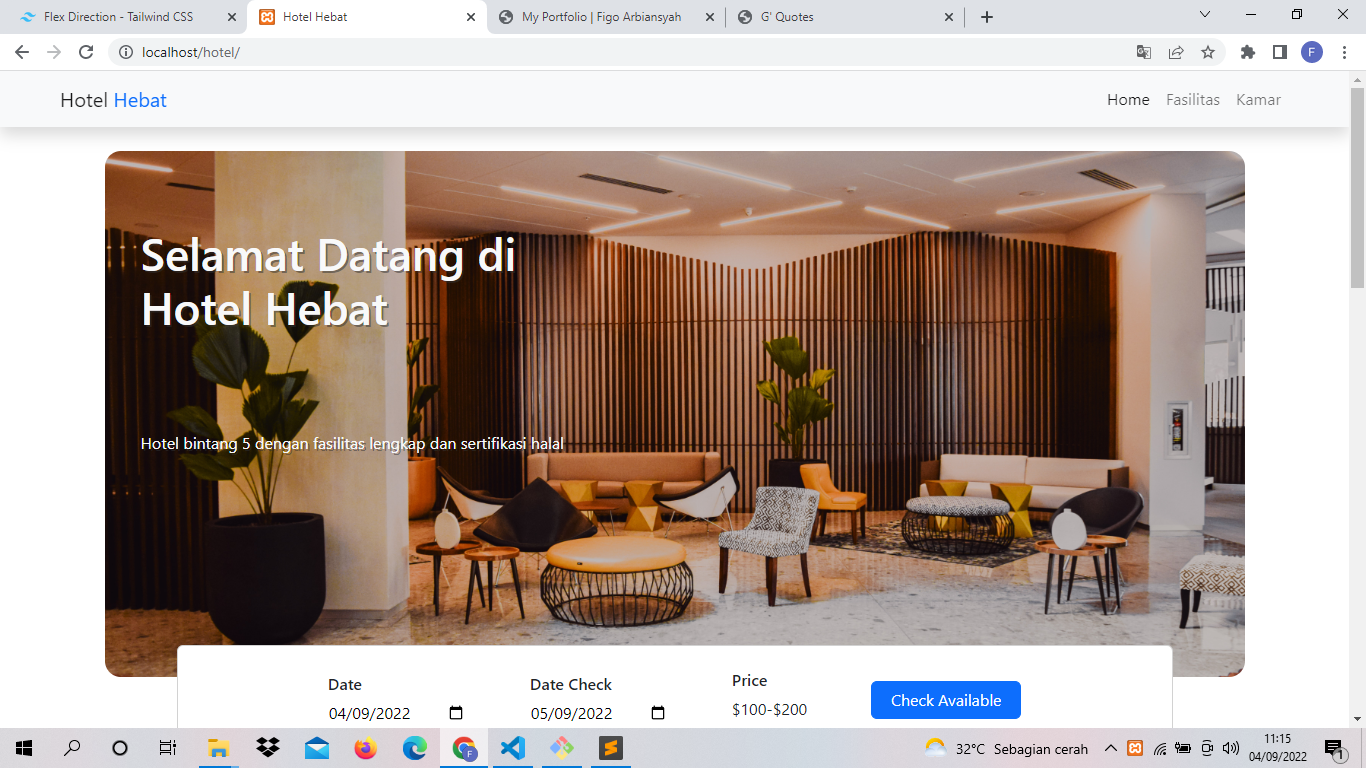 Flex Direction - Tailwind CSS
Hotel Hebat
My Portfolio | Figo Arbiansyah
G' Quotes
localhost/hotel/
F
Hotel Hebat
Home Fasilitas Kamar
Selamat Datang di
Hotel Hebat
Hotel bintang 5 dengan fasilitas lengkap dan sertifikasi halal
Date Date Check Price
04/09/2022 05/09/2022 $100-$200
Check Available
32°C Sebagian cerah
11:15
04/09/2022
1